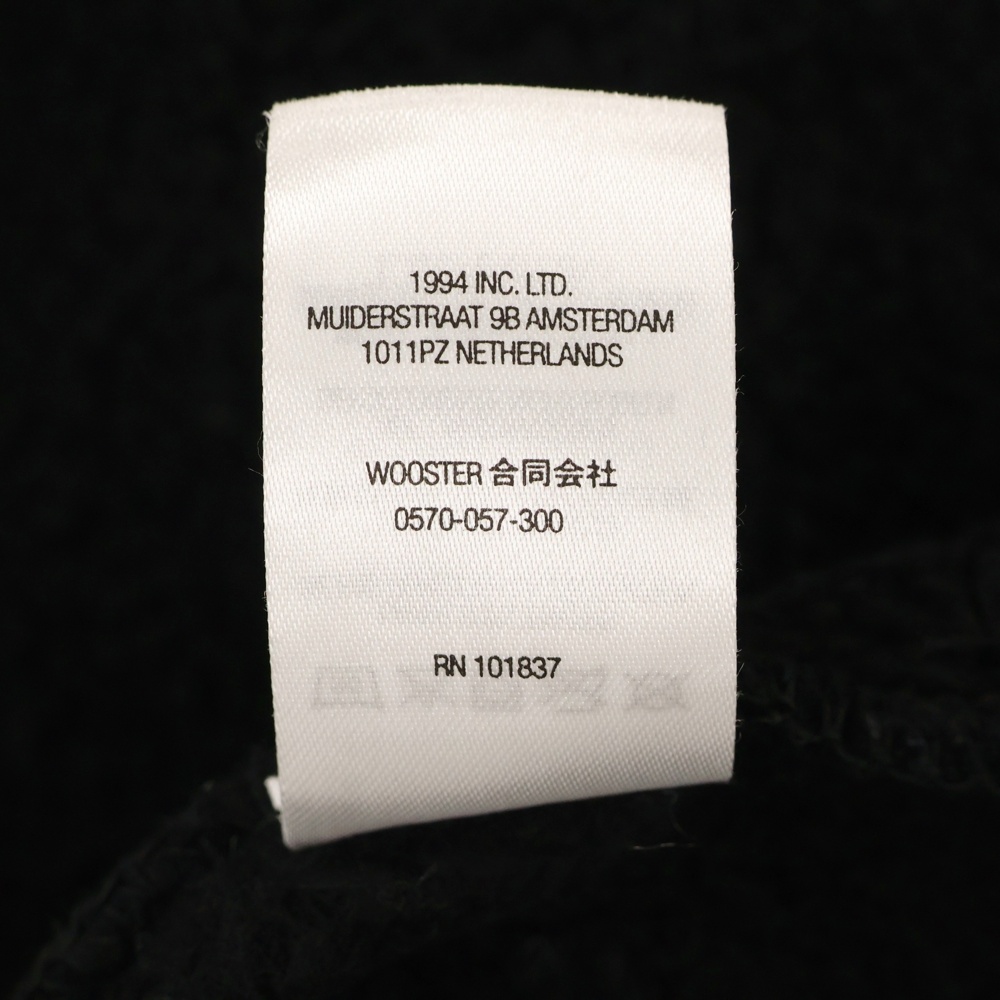 1994 INC. LTD.
MUIDERSTRAAT 9B AMSTERDAM
1011PZ NETHERLANDS
WOOSTER 合同会社
0570-057-300
RN 101837